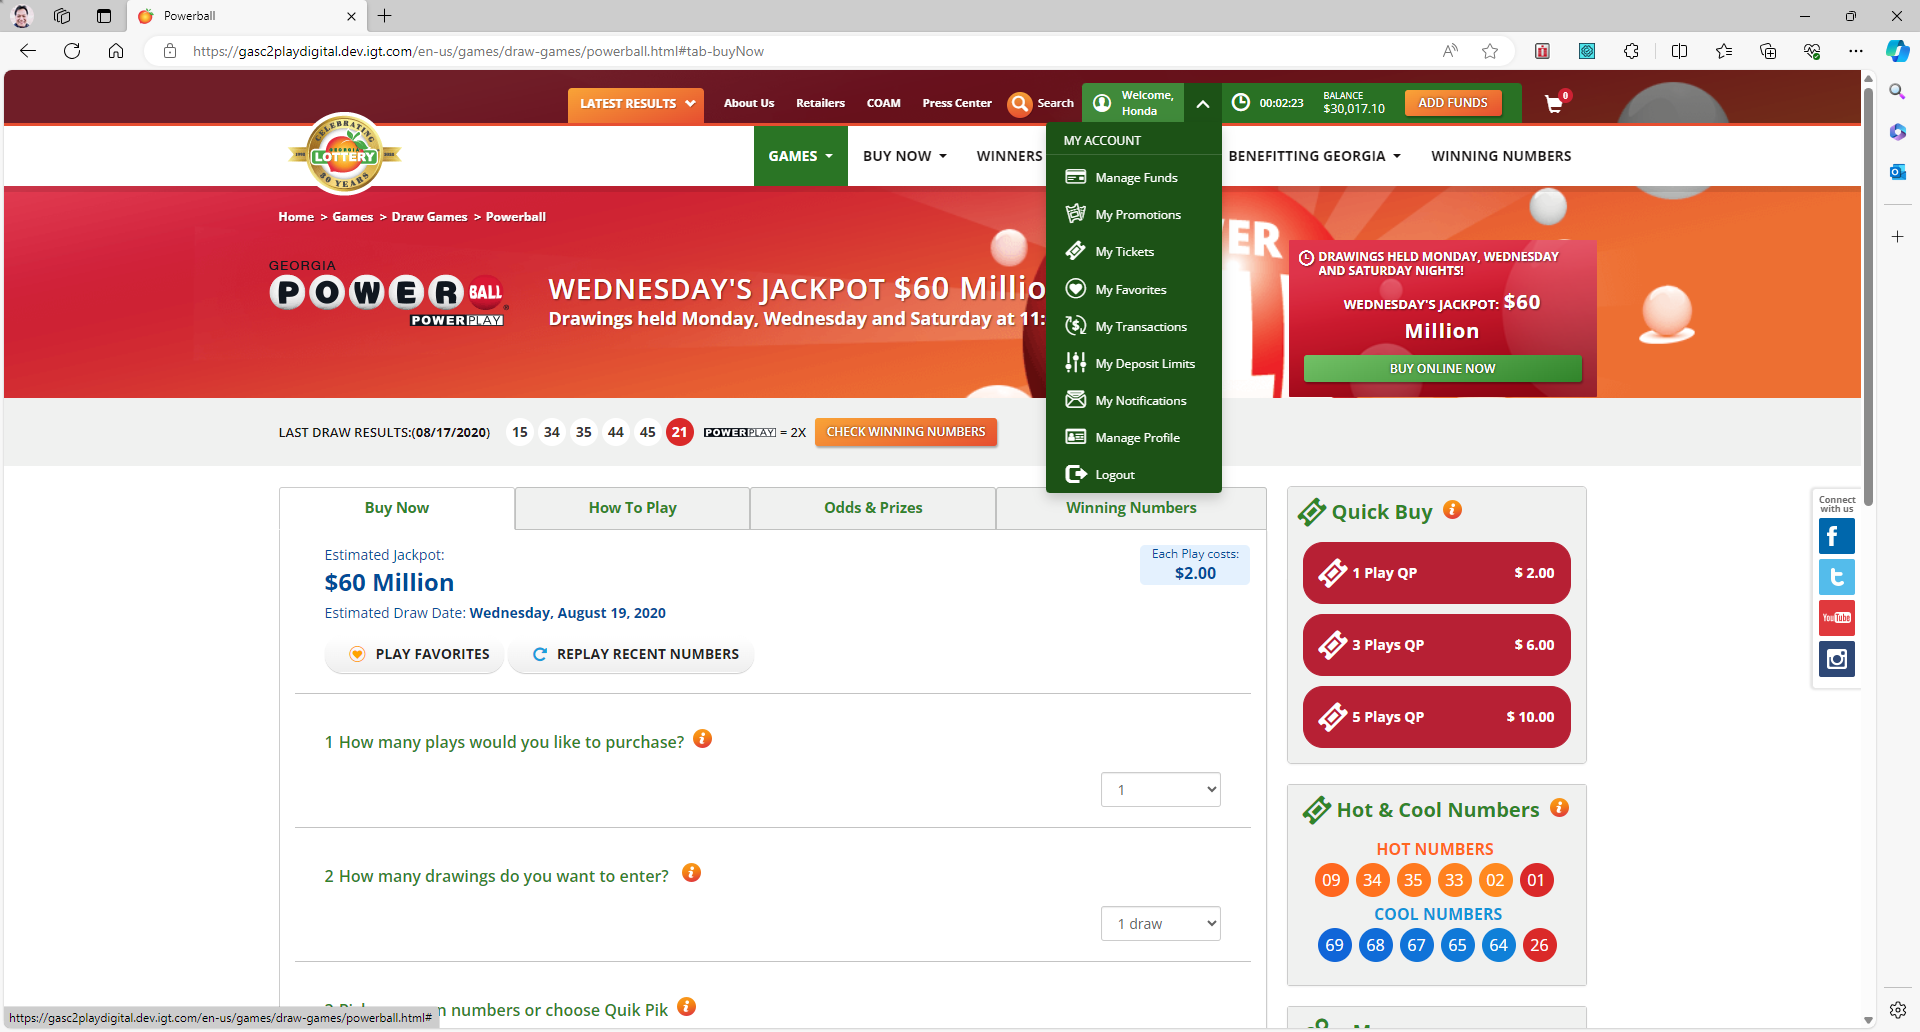 Powerball
https://gasc2playdigital.dev.igt.com/en-us/games/draw-games/powerball.html#tab-buyNow
LATEST RESULTS
About Us
Retailers
COAM
Press Center
Search
Welcome,
Honda
00:02:23
BALANCE
$30,017.10
ADD FUNDS
0
CELEBRATING
GEORGIA
LOTTERY
30 YEARS
GAMES
BUY NOW
WINNERS
BENEFITTING GEORGIA
WINNING NUMBERS
MY ACCOUNT
Manage Funds
My Promotions
My Tickets
My Favorites
My Transactions
My Deposit Limits
My Notifications
Manage Profile
Logout
Home > Games > Draw Games > Powerball
GEORGIA
POWER BALL
POWERPLAY
WEDNESDAY'S JACKPOT $60 Millio
Drawings held Monday, Wednesday and Saturday at 11:
ER
DRAWINGS HELD MONDAY, WEDNESDAY
AND SATURDAY NIGHTS!
WEDNESDAY'S JACKPOT: $60
Million
BUY ONLINE NOW
LAST DRAW RESULTS:(08/17/2020) 15 34 35 44 45 21 POWERPLAY = 2X
CHECK WINNING NUMBERS
Buy Now
How To Play
Odds & Prizes
Winning Numbers
Estimated Jackpot:
$60 Million
Estimated Draw Date: Wednesday, August 19, 2020
Each Play costs:
$2.00
PLAY FAVORITES
REPLAY RECENT NUMBERS
1 How many plays would you like to purchase?
1
2 How many drawings do you want to enter?
1 draw
n numbers or choose Quik Pik
Quick Buy
1 Play QP $ 2.00
3 Plays QP $ 6.00
5 Plays QP $ 10.00
Hot & Cool Numbers
HOT NUMBERS
09 34 35 33 02 01
COOL NUMBERS
69 68 67 65 64 26
Connect
with us
YouTube
https://gasc2playdigital.dev.igt.com/en-us/games/draw-games/powerball.html#